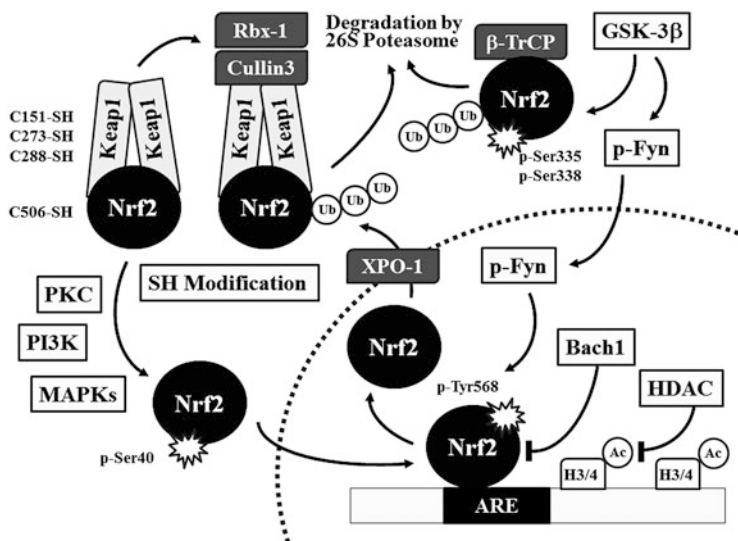 Rbx-1
Cullin3
Degradation by
26S Poteasome
β-TrCP
GSK-3β
Nrf2
Ub
Ub
Ub
p-Ser335
p-Ser338
p-Fyn
C151-SH
C273-SH
C288-SH
C506-SH
Keap1
Keap1
Nrf2
Keap1
Keap1
Nrf2
Ub
Ub
Ub
XPO-1
p-Fyn
SH Modification
PKC
PI3K
MAPKs
Nrf2
p-Ser40
Nrf2
Bach1
HDAC
p-Tyr568
Nrf2
Ac
H3/4
Ac
H3/4
ARE